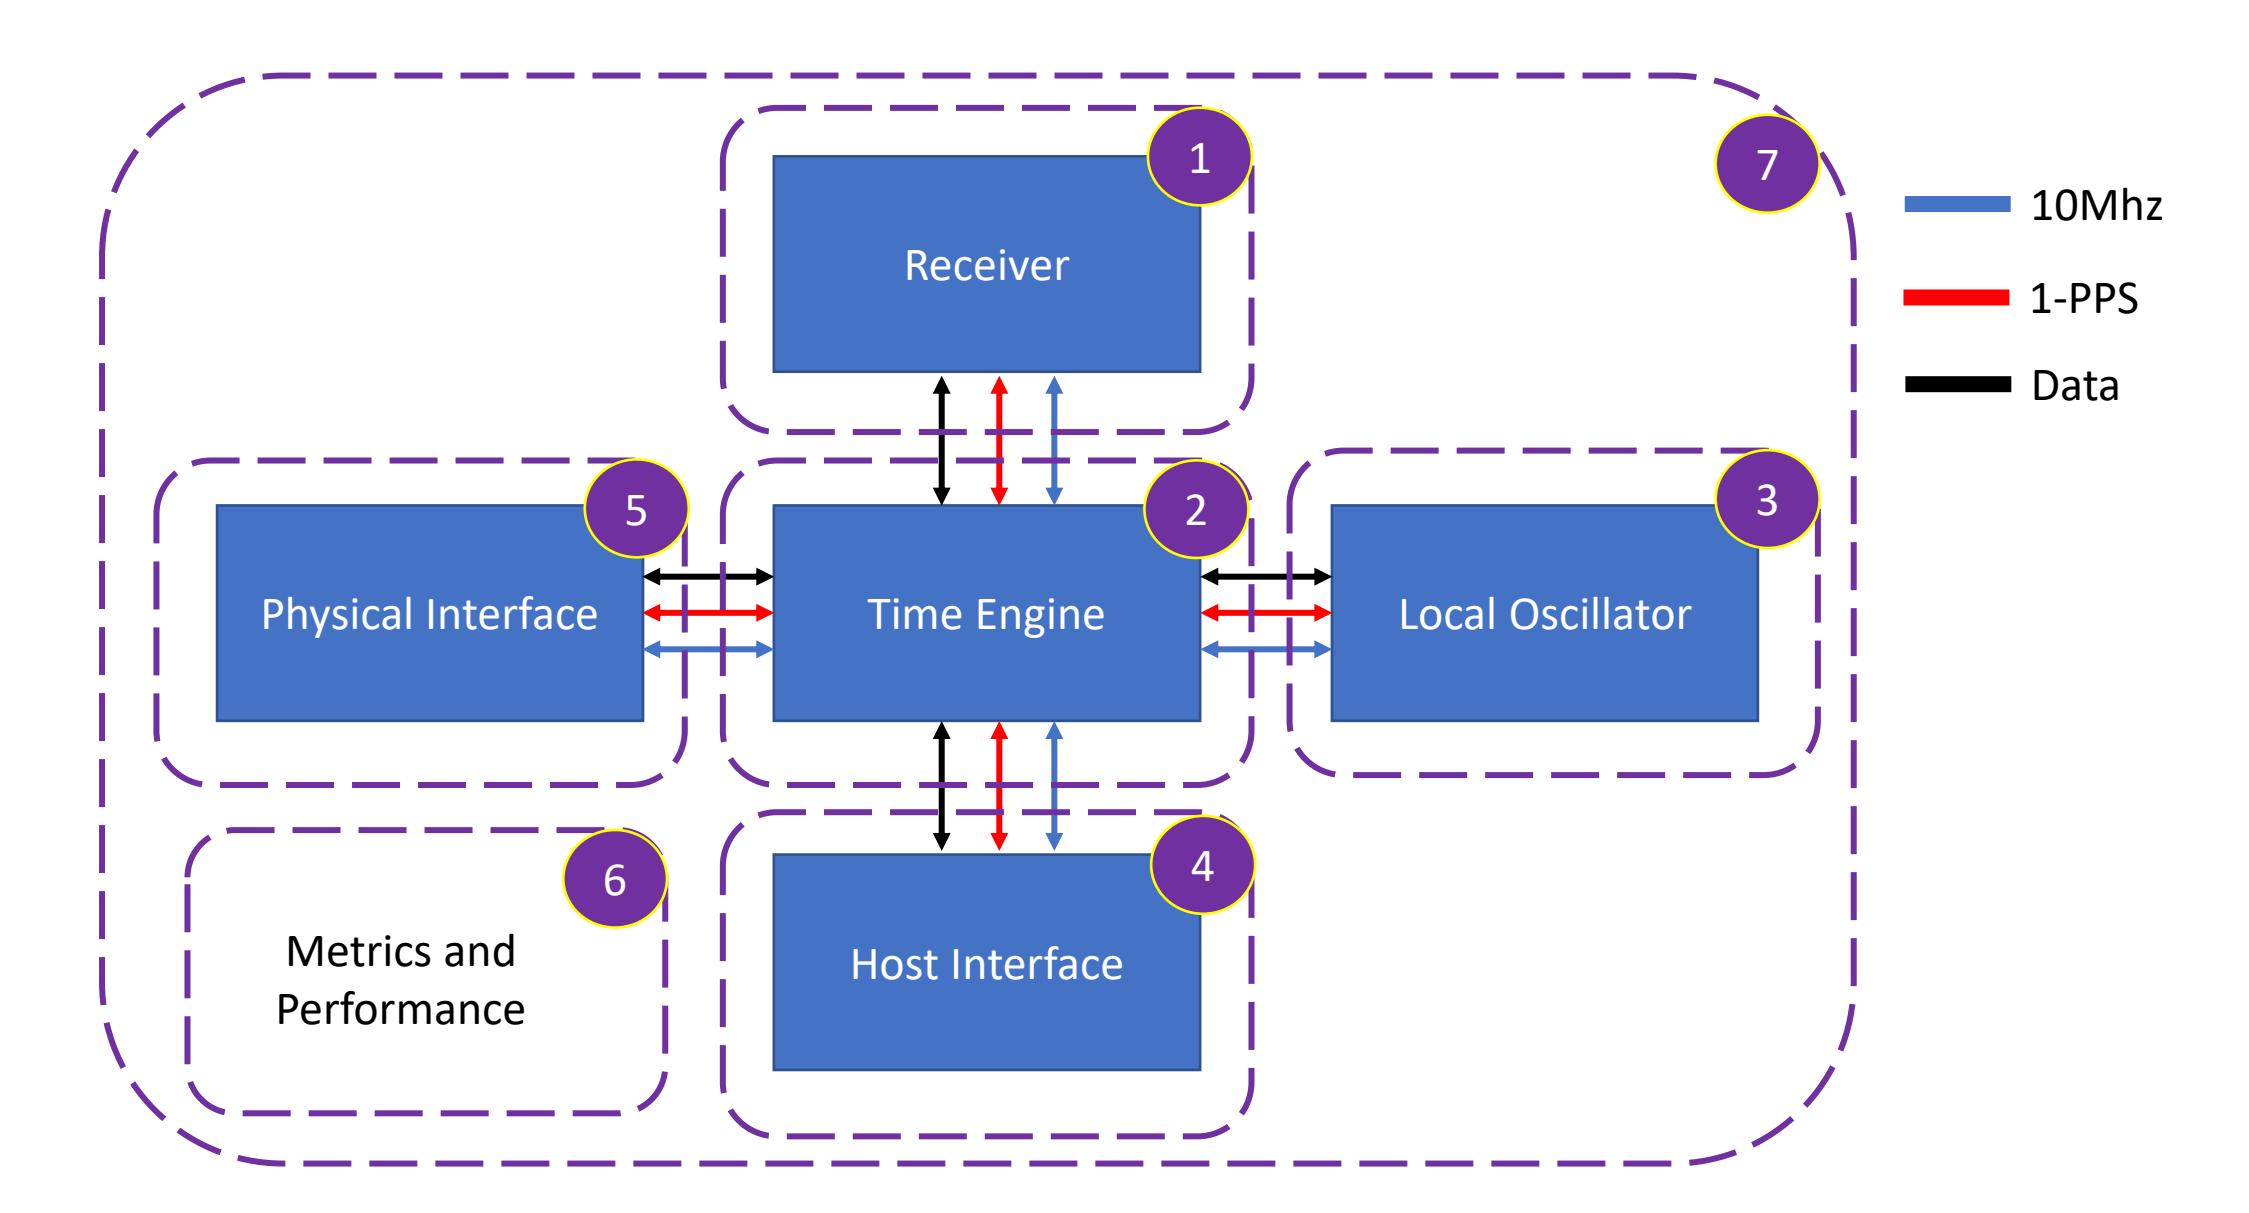 1
7
10Mhz
Receiver
1-PPS
Data
5
2
3
Physical Interface
Time Engine
Local Oscillator
6
4
Metrics and
Performance
Host Interface